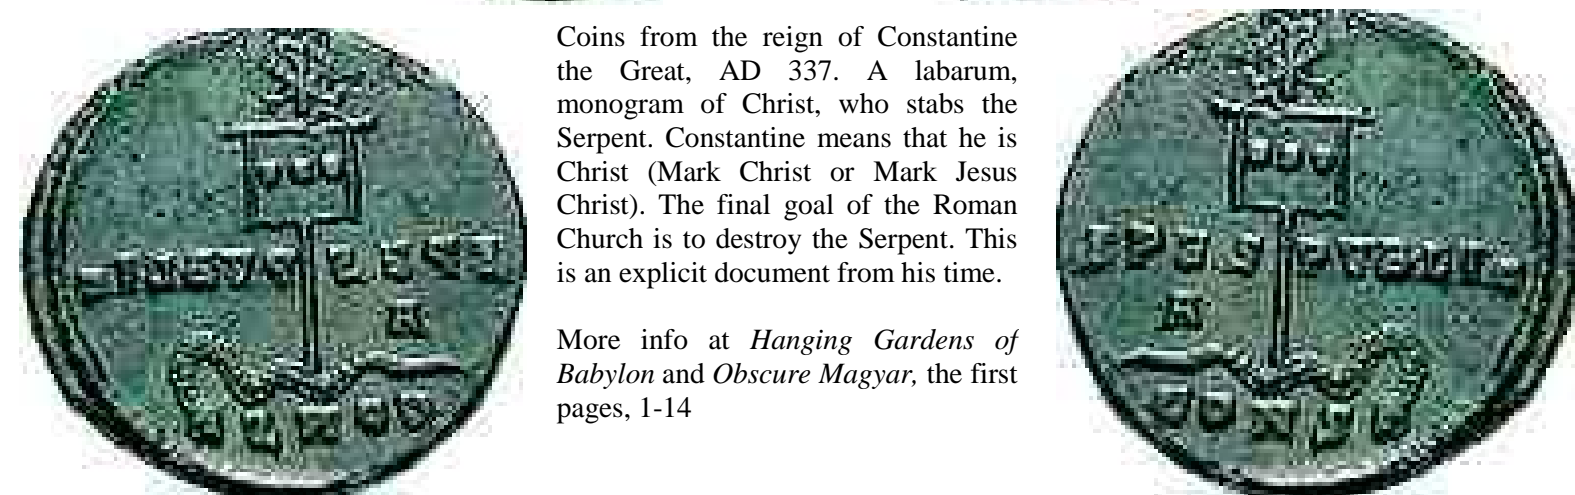 Coins from the reign of Constantine
the Great, AD 337. A labarum,
monogram of Christ, who stabs the
Serpent. Constantine means that he is
Christ (Mark Christ or Mark Jesus
Christ). The final goal of the Roman
Church is to destroy the Serpent. This
is an explicit document from his time.
More info at Hanging Gardens of
Babylon and Obscure Magyar, the first
pages, 1-14
SPES PVBLIC
A